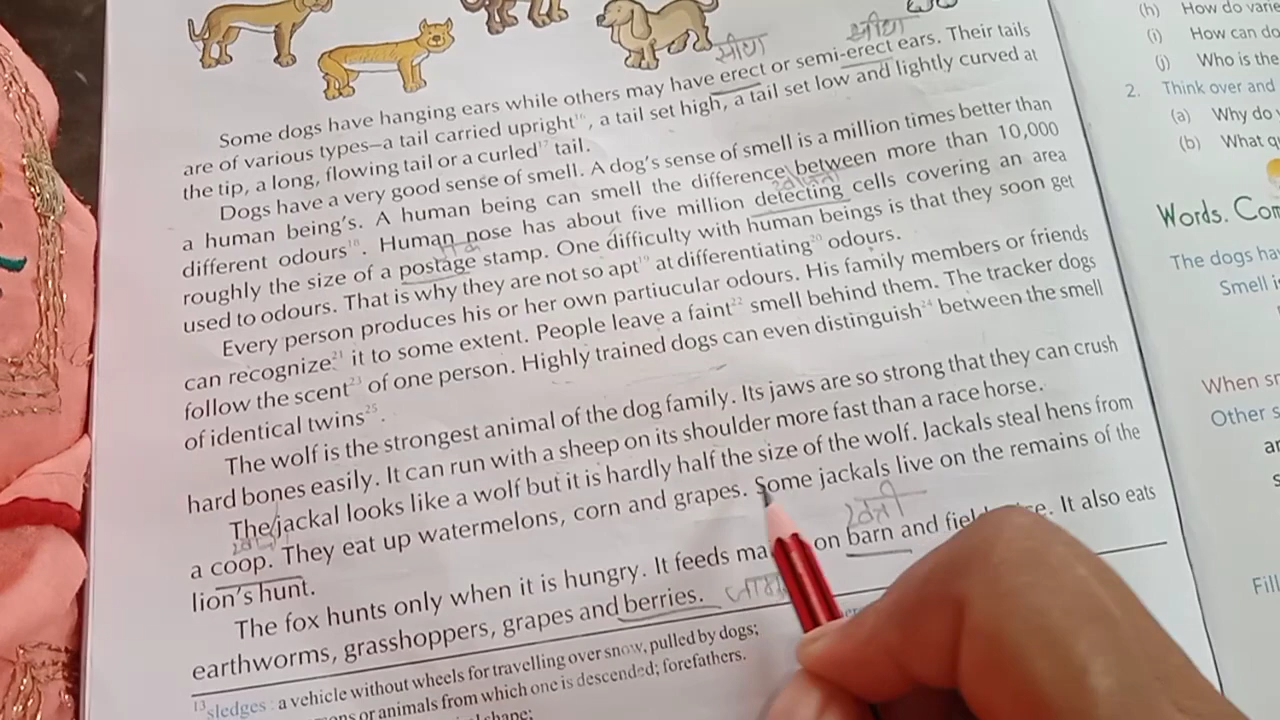 सीधा सीधा
Some dogs have hanging ears while others may have erect or semi-erect ears. Their tails
are of various types–a tail carried upright¹⁶, a tail set high, a tail set low and lightly curved at
the tip, a long, flowing tail or a curled¹⁷ tail.
Dogs have a very good sense of smell. A dog's sense of smell is a million times better than
a human being's. A human being can smell the difference between more than 10,000
different odours¹⁸. Human nose has about five million detecting cells covering an area
roughly the size of a postage stamp. One difficulty with human beings is that they soon get
used to odours. That is why they are not so apt¹⁹ at differentiating²⁰ odours.
Every person produces his or her own partiucular odours. His family members or friends
can recognize²¹ it to some extent. People leave a faint²² smell behind them. The tracker dogs
follow the scent²³ of one person. Highly trained dogs can even distinguish²⁴ between the smell
of identical twins²⁵.
The wolf is the strongest animal of the dog family. Its jaws are so strong that they can crush
hard bones easily. It can run with a sheep on its shoulder more fast than a race horse.
The jackal looks like a wolf but it is hardly half the size of the wolf. Jackals steal hens from
a coop. They eat up watermelons, corn and grapes. Some jackals live on the remains of the
lion's hunt.
The fox hunts only when it is hungry. It feeds on barn and It also eats
earthworms, grasshoppers, grapes and berries.
¹³sledges : a vehicle without wheels for travelling over snow, pulled by dogs;
or animals from which one is descended; forefathers.
shape;
(h) How do
(i) How can do
(j) Who is the
2. Think over and
(a) Why do
(b) What
Words.
The dogs
Smell
When
Other